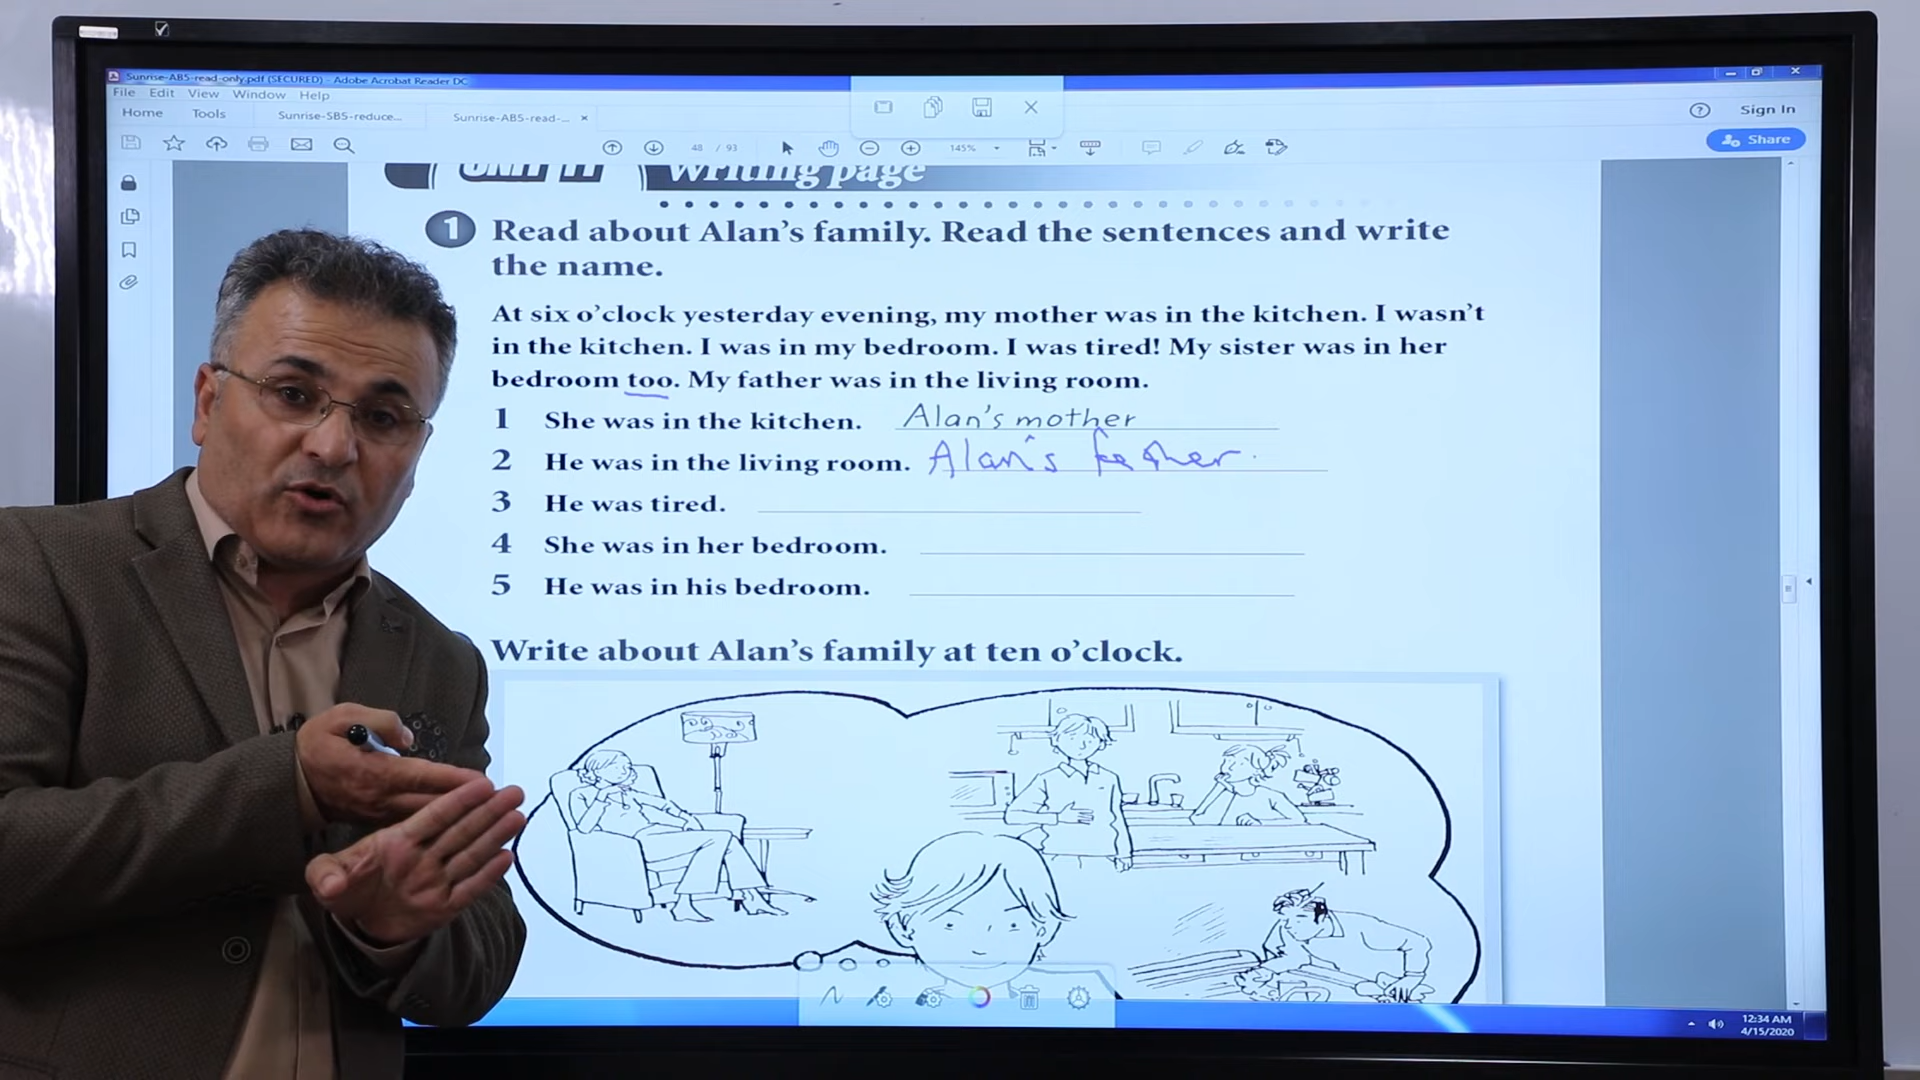 Sunrise-AB5-read-only.pdf (SECURED) - Adobe Acrobat Reader DC
File Edit View Window Help
Home Tools Sunrise-SB5-reduce... Sunrise-AB5-read-... × Sign In
48 / 93 145% Share
UNIT 11 Writing page
1 Read about Alan's family. Read the sentences and write
the name.
At six o'clock yesterday evening, my mother was in the kitchen. I wasn't
in the kitchen. I was in my bedroom. I was tired! My sister was in her
bedroom too. My father was in the living room.
1 She was in the kitchen. Alan's mother
2 He was in the living room. Alan's father.
3 He was tired.
4 She was in her bedroom.
5 He was in his bedroom.
Write about Alan's family at ten o'clock.
12:34 AM
4/15/2020